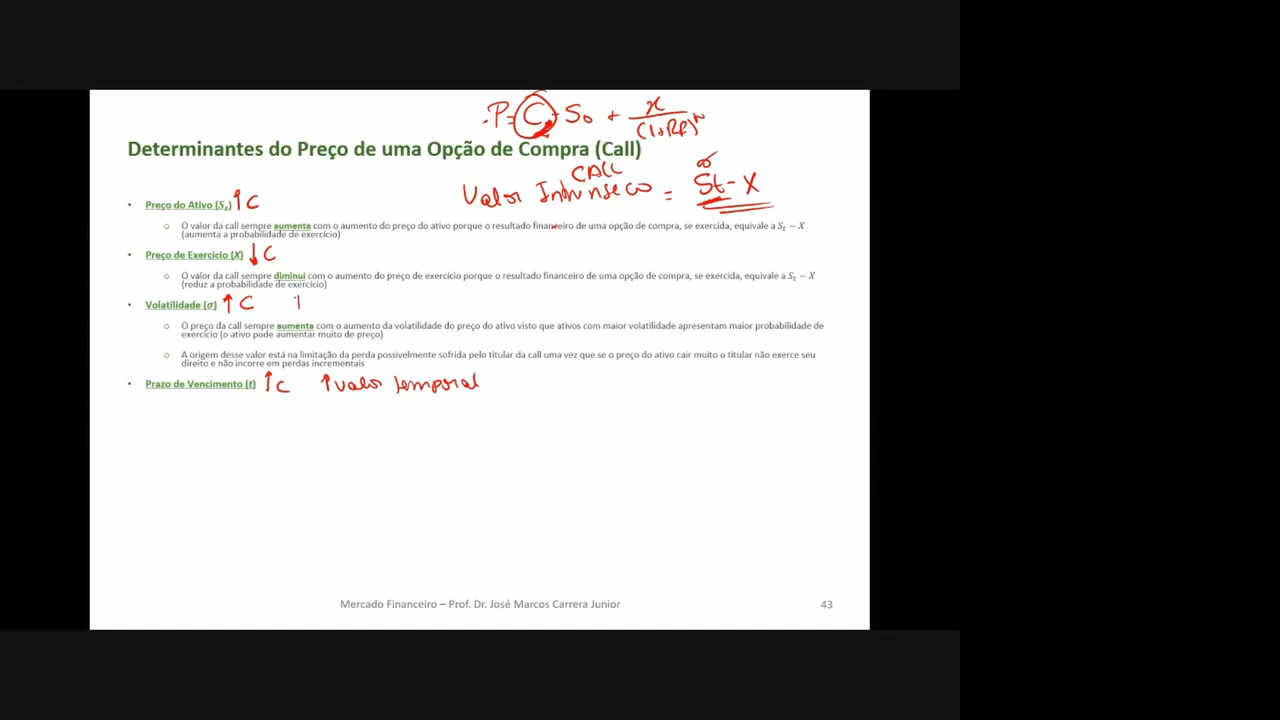 P = C - S₀ + x/(1+RF)ᴺ
Determinantes do Preço de uma Opção de Compra (Call)
CALL ∞
Valor Intrínseco = St - X
• Preço do Ativo (Sₜ) ↑ C
o O valor da call sempre aumenta com o aumento do preço do ativo porque o resultado financeiro de uma opção de compra, se exercida, equivale a Sₜ − X
(aumenta a probabilidade de exercício)
• Preço de Exercício (X) ↓ C
o O valor da call sempre diminui com o aumento do preço de exercício porque o resultado financeiro de uma opção de compra, se exercida, equivale a Sₜ − X
(reduz a probabilidade de exercício)
• Volatilidade (σ) ↑ C
o O preço da call sempre aumenta com o aumento da volatilidade do preço do ativo visto que ativos com maior volatilidade apresentam maior probabilidade de
exercício (o ativo pode aumentar muito de preço)
o A origem desse valor está na limitação da perda possivelmente sofrida pelo titular da call uma vez que se o preço do ativo cair muito o titular não exerce seu
direito e não incorre em perdas incrementais
• Prazo de Vencimento (t) ↑ C ↑ valor temporal
Mercado Financeiro – Prof. Dr. José Marcos Carrera Junior 43